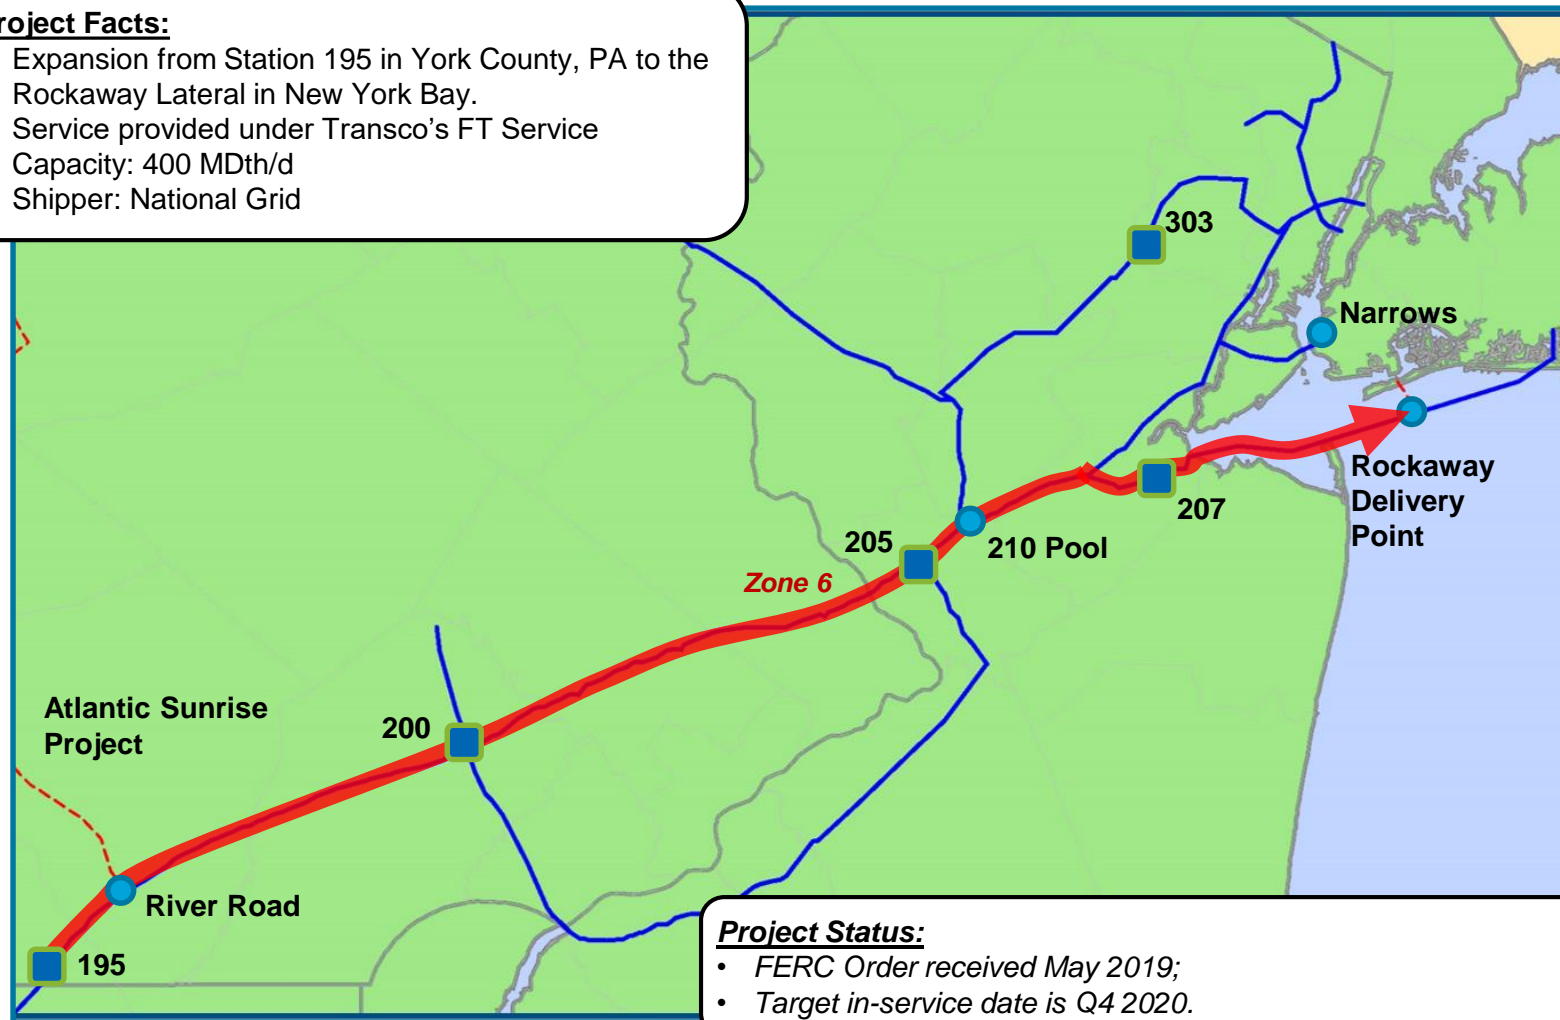 roject Facts:
Expansion from Station 195 in York County, PA to the
Rockaway Lateral in New York Bay.
Service provided under Transco's FT Service
Capacity: 400 MDth/d
Shipper: National Grid
303
Narrows
Rockaway
Delivery
Point
207
205
210 Pool
Zone 6
Atlantic Sunrise
Project
200
River Road
195
Project Status:
• FERC Order received May 2019;
• Target in-service date is Q4 2020.